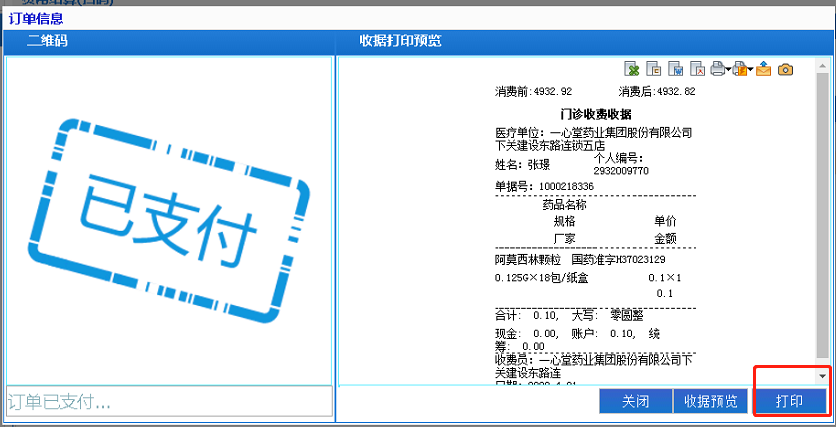 费用结算(扫码)
订单信息
二维码
收据打印预览
已支付
订单已支付...
消费前:4932.92 消费后:4932.82
门诊收费收据
医疗单位：一心堂药业集团股份有限公司
下关建设东路连锁五店
姓名：张璟 个人编号：
2932009770
单据号：1000218336
药品名称
规格 单价
厂家 金额
阿莫西林颗粒 国药准字H37023129
0.125G×18包/纸盒 0.1×1
0.1
合计： 0.10, 大写： 零圆整
现金： 0.00, 账户： 0.10, 统
筹： 0.00
收费员：一心堂药业集团股份有限公司下
关建设东路连
关闭 收据预览 打印